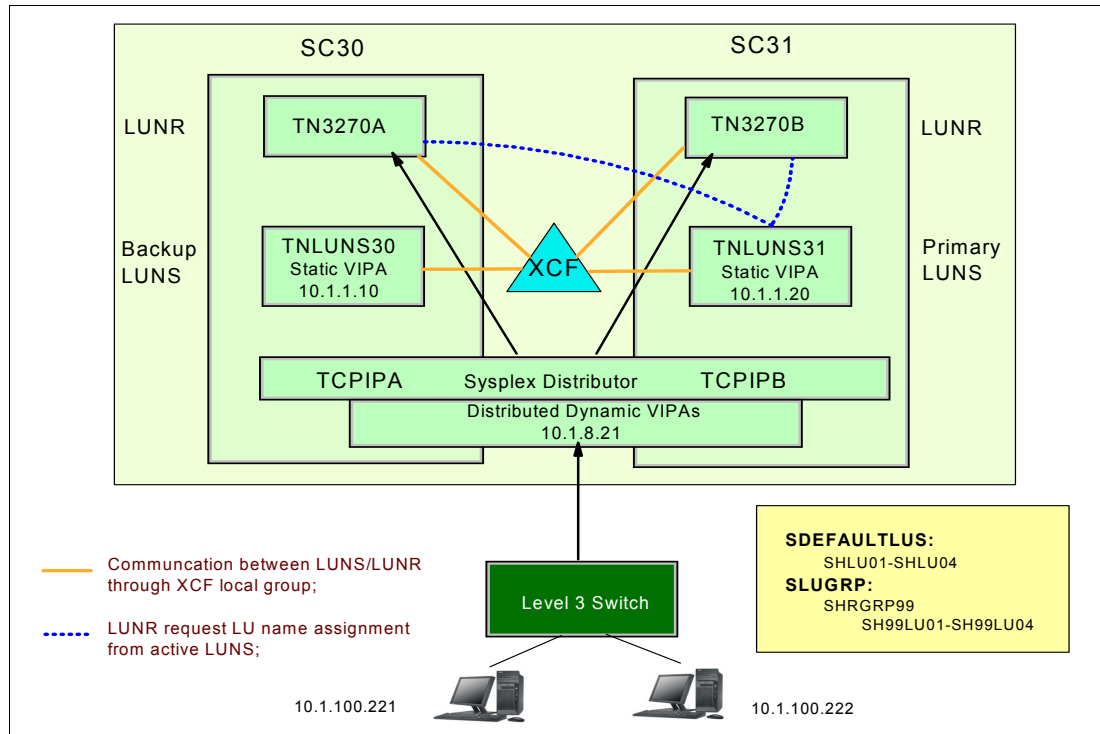 SC30
SC31
LUNR
TN3270A
TN3270B
LUNR
Backup
LUNS
TNLUNS30
Static VIPA
10.1.1.10
XCF
TNLUNS31
Static VIPA
10.1.1.20
Primary
LUNS
TCPIPA
Sysplex Distributor
TCPIPB
Distributed Dynamic VIPAs
10.1.8.21
Communcation between LUNS/LUNR
through XCF local group;
LUNR request LU name assignment
from active LUNS;
Level 3 Switch
SDEFAULTLUS:
SHLU01-SHLU04
SLUGRP:
SHRGRP99
SH99LU01-SH99LU04
10.1.100.221
10.1.100.222